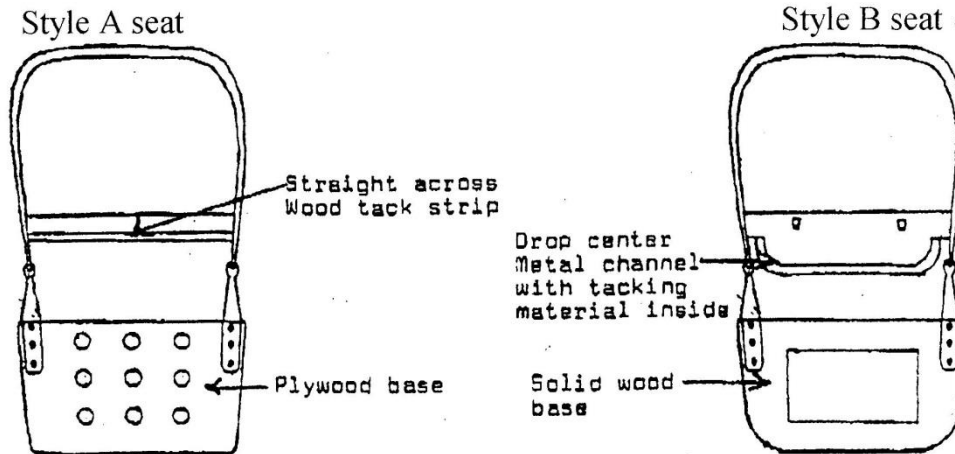 Style A seat
Style B seat
Straight across
Wood tack strip
Drop center
Metal channel
with tacking
material inside
Plywood base
Solid wood
base